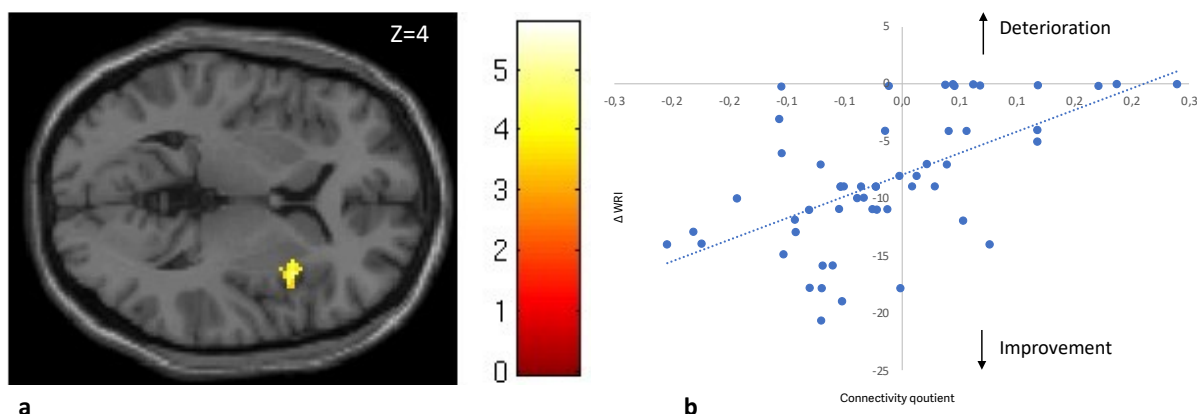 Z=4
5
4
3
2
1
0
a
Deterioration
5
0
0,3 0,2 0,2 0,1 0,1 0,0 0,1 0,1 0,2 0,2 0,3
-5
-10
Δ WRI
-15
-20
Improvement
-25
Connectivity qoutient
b